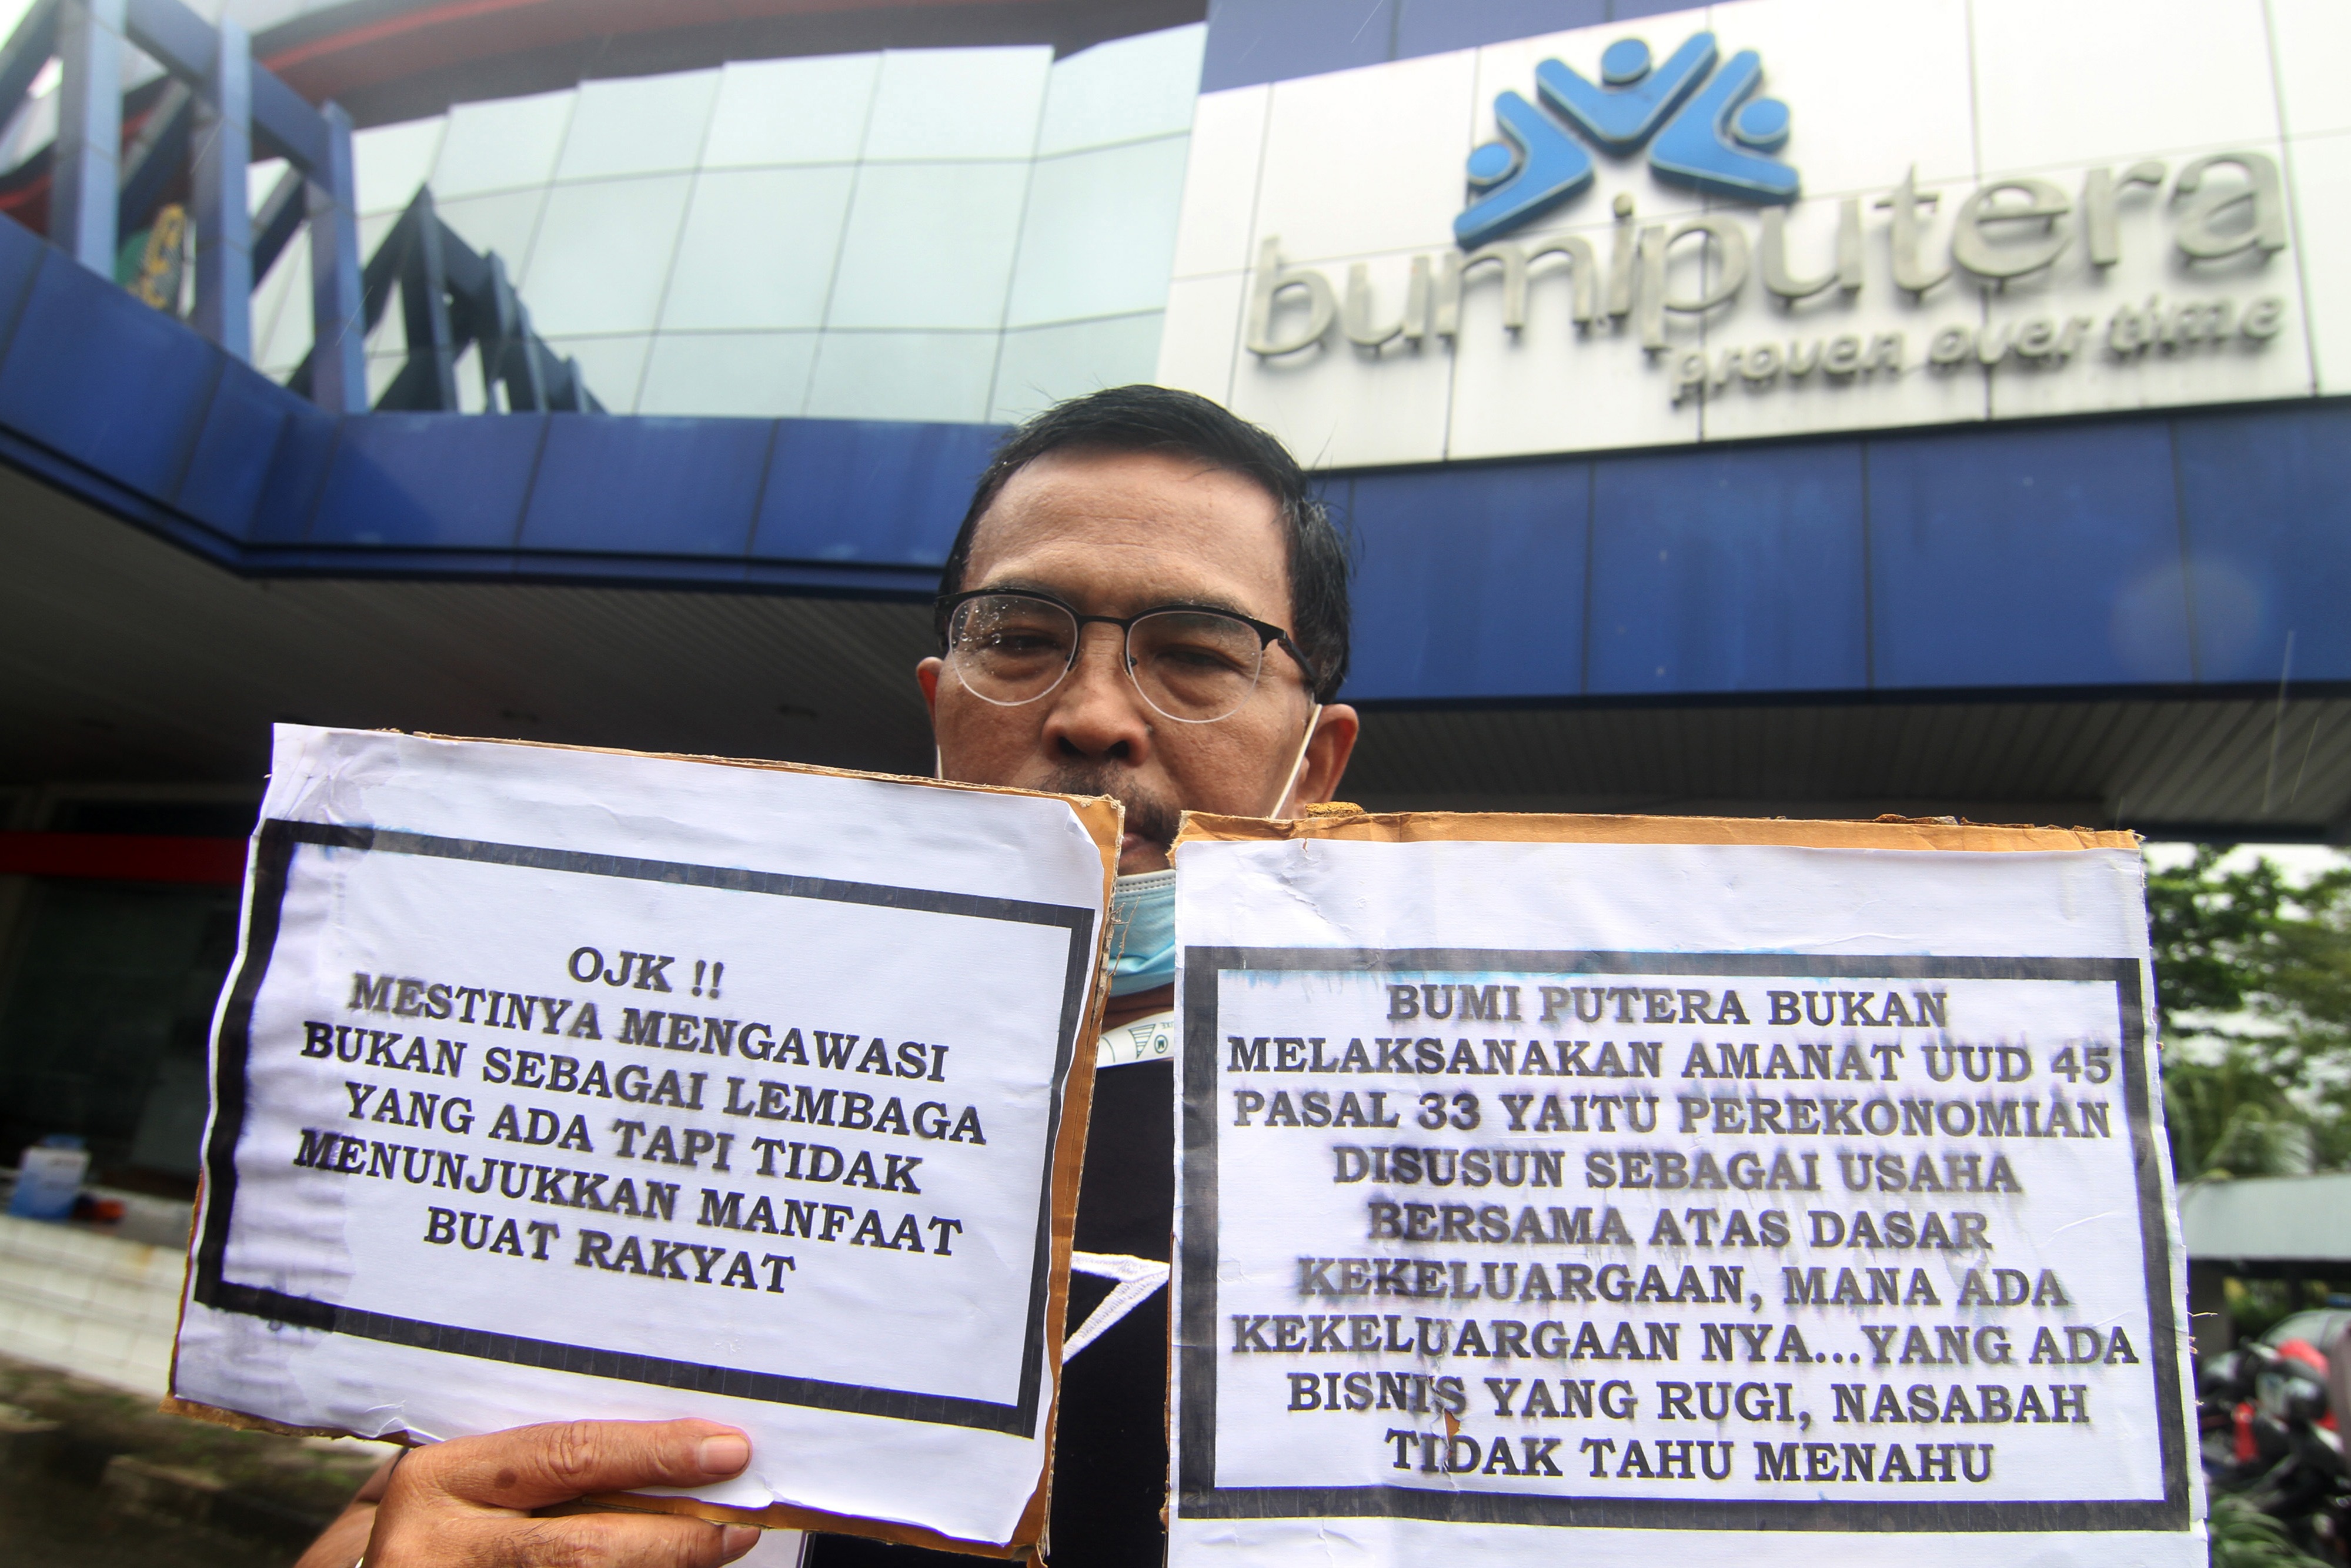 bumiputera
proven over time
OJK !!
MESTINYA MENGAWASI
BUKAN SEBAGAI LEMBAGA
YANG ADA TAPI TIDAK
MENUNJUKKAN MANFAAT
BUAT RAKYAT
BUMI PUTERA BUKAN
MELAKSANAKAN AMANAT UUD 45
PASAL 33 YAITU PEREKONOMIAN
DISUSUN SEBAGAI USAHA
BERSAMA ATAS DASAR
KEKELUARGAAN, MANA ADA
KEKELUARGAAN NYA...YANG ADA
BISNIS YANG RUGI, NASABAH
TIDAK TAHU MENAHU